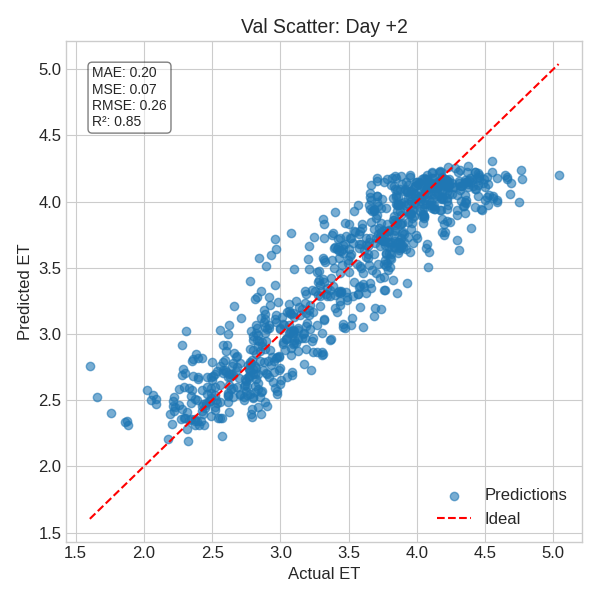 Val Scatter: Day +2
MAE: 0.20
MSE: 0.07
RMSE: 0.26
R²: 0.85
5.0
4.5
4.0
3.5
3.0
2.5
2.0
1.5
Predicted ET
Predictions
Ideal
1.5 2.0 2.5 3.0 3.5 4.0 4.5 5.0
Actual ET